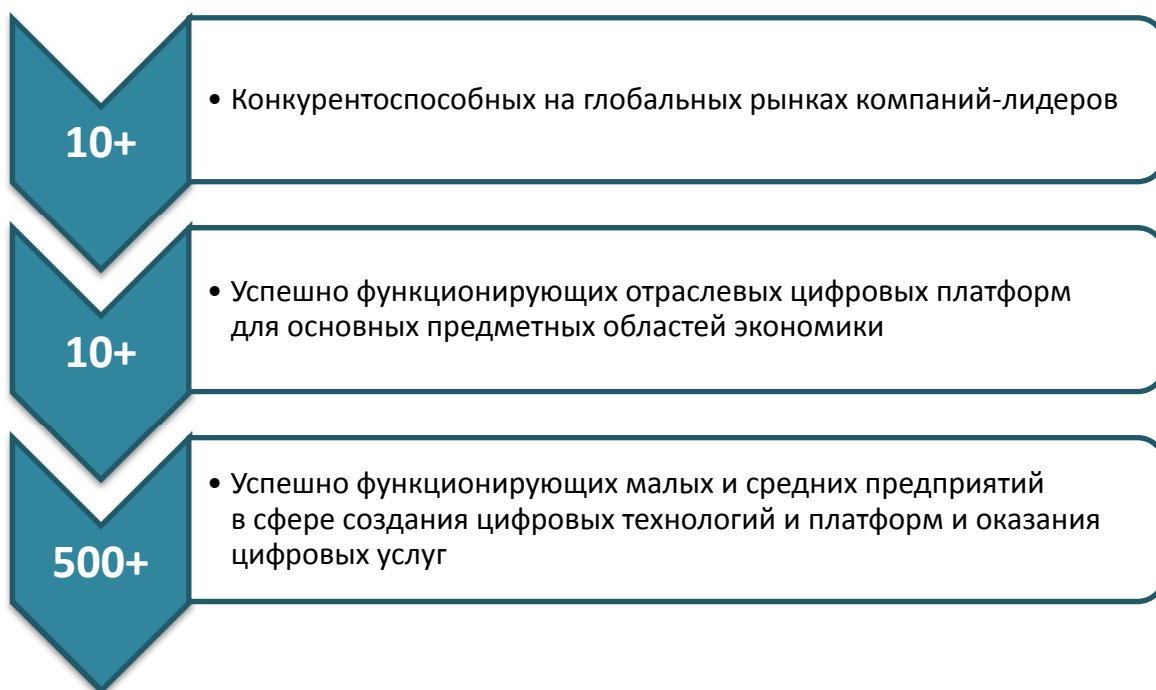 10+
• Конкурентоспособных на глобальных рынках компаний-лидеров
10+
• Успешно функционирующих отраслевых цифровых платформ
для основных предметных областей экономики
500+
• Успешно функционирующих малых и средних предприятий
в сфере создания цифровых технологий и платформ и оказания
цифровых услуг